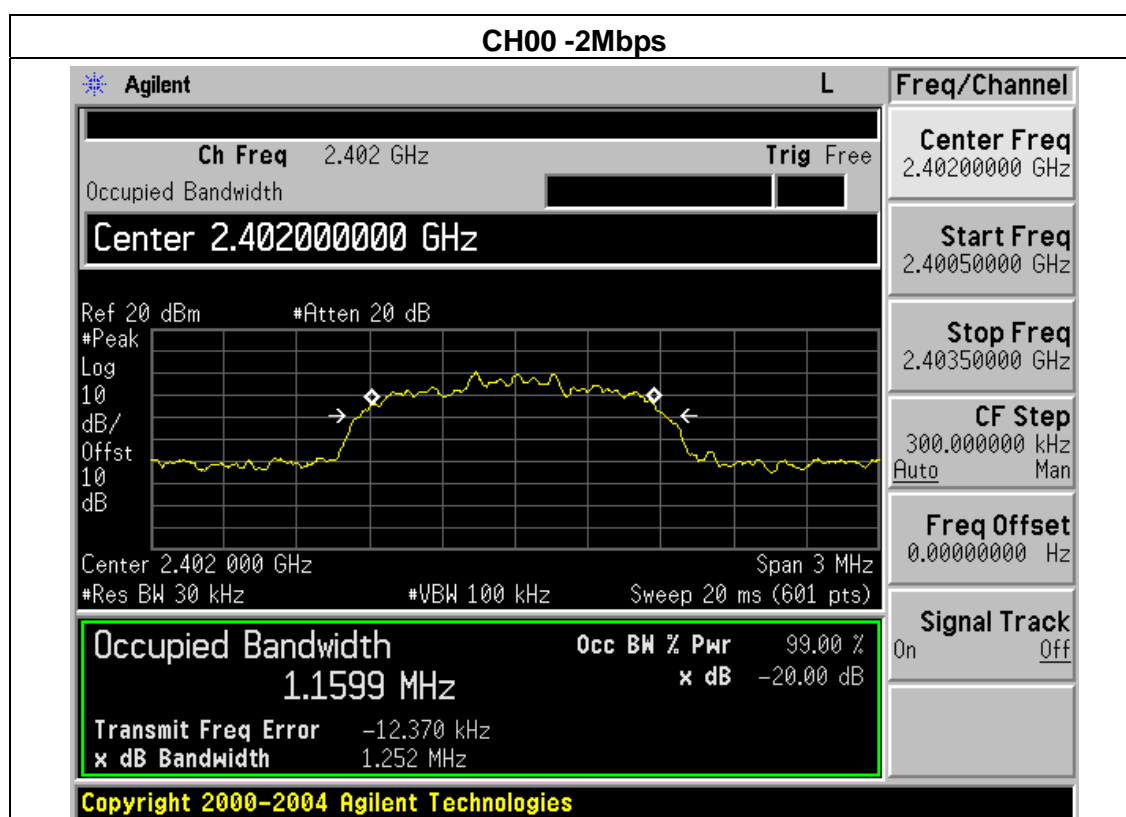 CH00 -2Mbps
Agilent L Freq/Channel
Ch Freq 2.402 GHz Trig Free
Occupied Bandwidth
Center 2.402000000 GHz
Center Freq
2.40200000 GHz
Start Freq
2.40050000 GHz
Stop Freq
2.40350000 GHz
CF Step
300.000000 kHz
Auto Man
Freq Offset
0.00000000 Hz
Signal Track
On Off
Ref 20 dBm #Atten 20 dB
#Peak
Log
10
dB/
Offst
10
dB
Center 2.402 000 GHz Span 3 MHz
#Res BW 30 kHz #VBW 100 kHz Sweep 20 ms (601 pts)
Occupied Bandwidth Occ BW % Pwr 99.00 %
1.1599 MHz x dB -20.00 dB
Transmit Freq Error -12.370 kHz
x dB Bandwidth 1.252 MHz
Copyright 2000-2004 Agilent Technologies